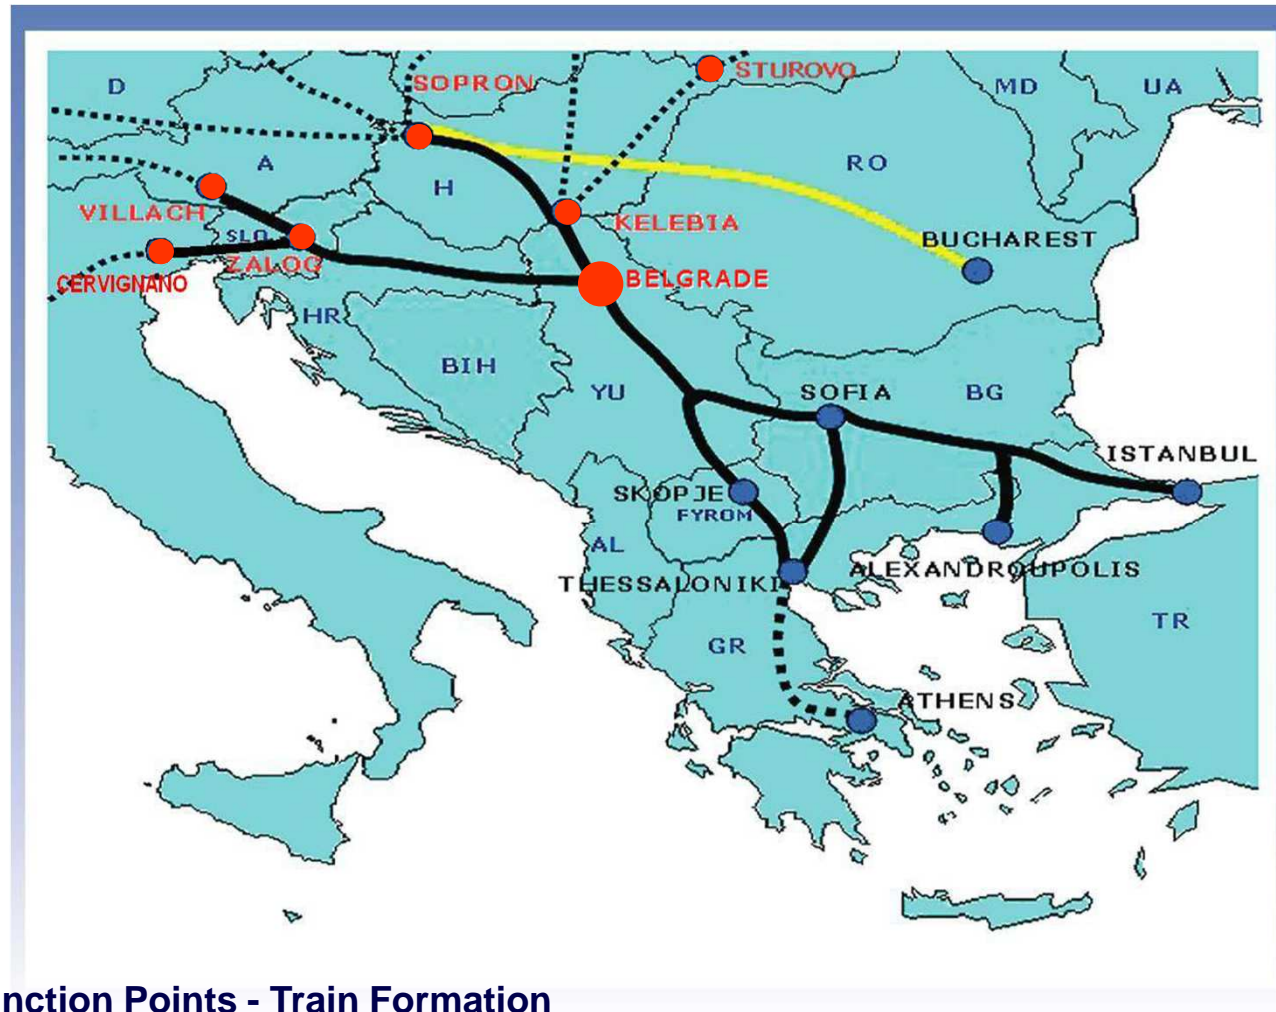 D
SOPRON
STUROVO
MD
UA
A
H
RO
VILLACH
SLO
ZALOG
KELEBIA
BUCHAREST
CERVIGNANO
BELGRADE
HR
BIH
YU
SOFIA
BG
ISTANBUL
SKOPJE
FYROM
AL
THESSALONIKI
ALEXANDROUPOLIS
TR
GR
ATHENS
nction Points - Train Formation